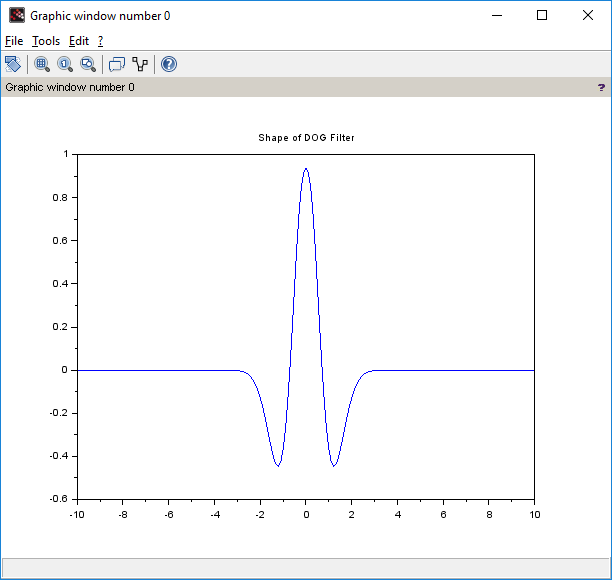 Graphic window number 0
File Tools Edit ?
Graphic window number 0 ?
Shape of DOG Filter
1
0.8
0.6
0.4
0.2
0
-0.2
-0.4
-0.6
-10 -8 -6 -4 -2 0 2 4 6 8 10